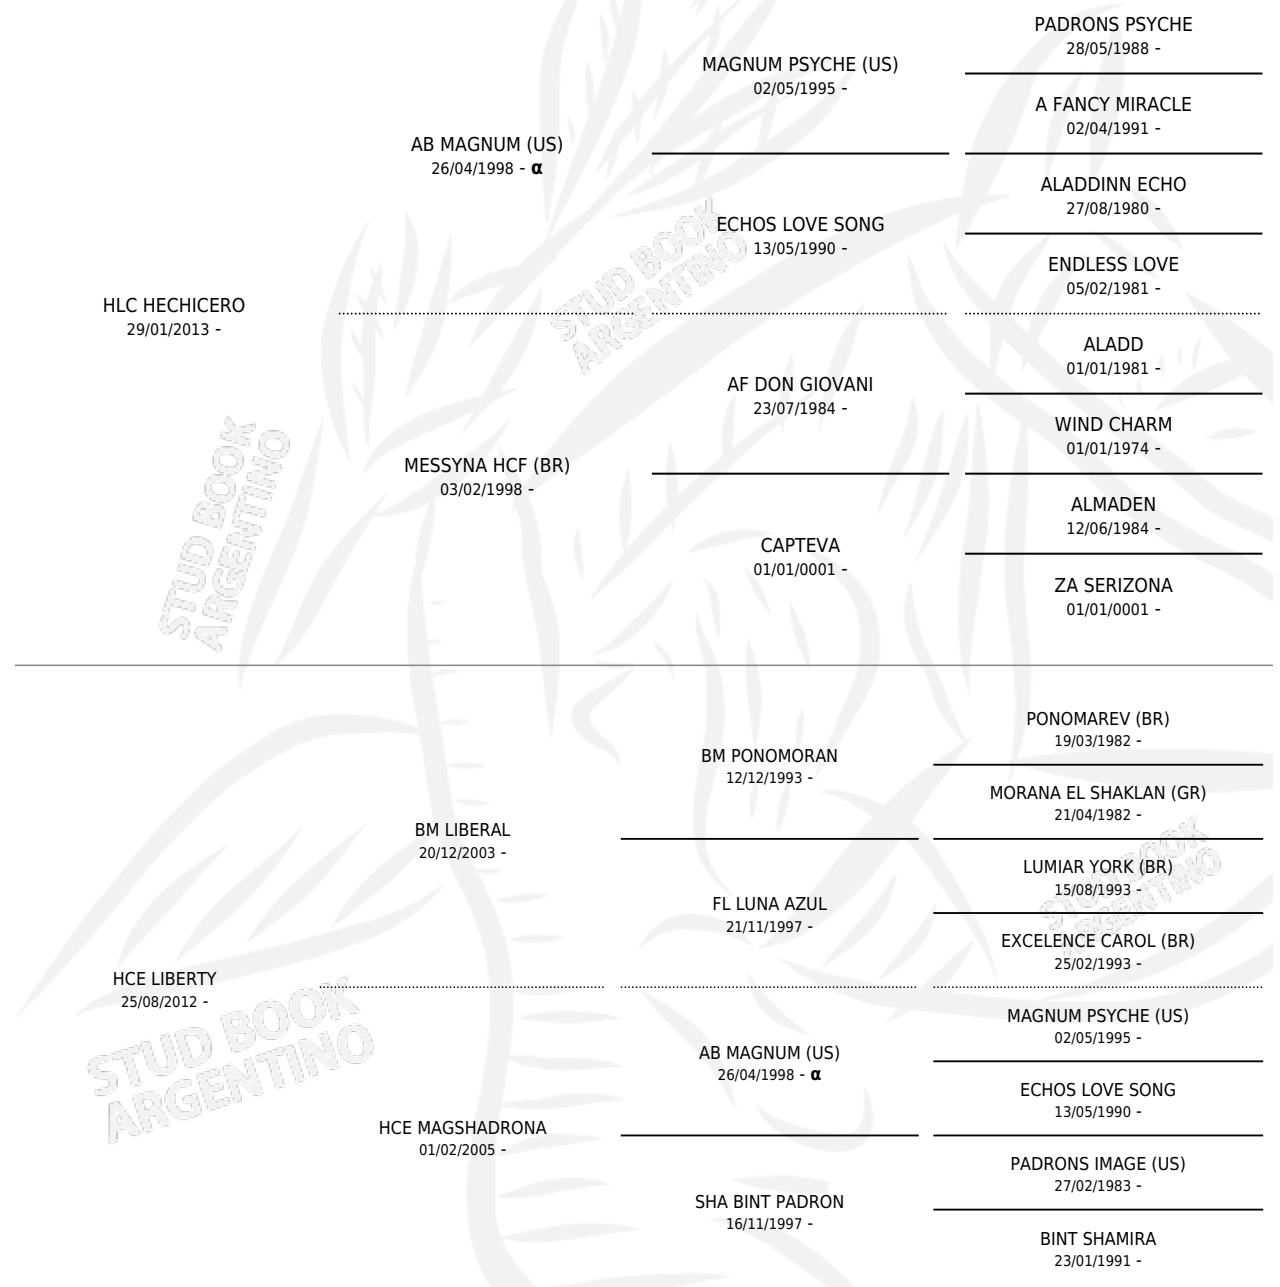 PADRONS PSYCHE
28/05/1988 -
MAGNUM PSYCHE (US)
02/05/1995 -
A FANCY MIRACLE
02/04/1991 -
AB MAGNUM (US)
26/04/1998 - α
ALADDINN ECHO
27/08/1980 -
ECHOS LOVE SONG
13/05/1990 -
ENDLESS LOVE
05/02/1981 -
HLC HECHICERO
29/01/2013 -
ALADD
01/01/1981 -
AF DON GIOVANI
23/07/1984 -
WIND CHARM
01/01/1974 -
MESSYNA HCF (BR)
03/02/1998 -
ALMADEN
12/06/1984 -
CAPTEVA
01/01/0001 -
ZA SERIZONA
01/01/0001 -
PONOMAREV (BR)
19/03/1982 -
BM PONOMORAN
12/12/1993 -
MORANA EL SHAKLAN (GR)
21/04/1982 -
BM LIBERAL
20/12/2003 -
LUMIAR YORK (BR)
15/08/1993 -
FL LUNA AZUL
21/11/1997 -
EXCELENCE CAROL (BR)
25/02/1993 -
HCE LIBERTY
25/08/2012 -
MAGNUM PSYCHE (US)
02/05/1995 -
AB MAGNUM (US)
26/04/1998 - α
ECHOS LOVE SONG
13/05/1990 -
HCE MAGSHADRONA
01/02/2005 -
PADRONS IMAGE (US)
27/02/1983 -
SHA BINT PADRON
16/11/1997 -
BINT SHAMIRA
23/01/1991 -
STUD BOOK
ARGENTINO
STUD BOOK
ARGENTINO
STUD BOOK
ARGENTINO
STUD BOOK
ARGENTINO